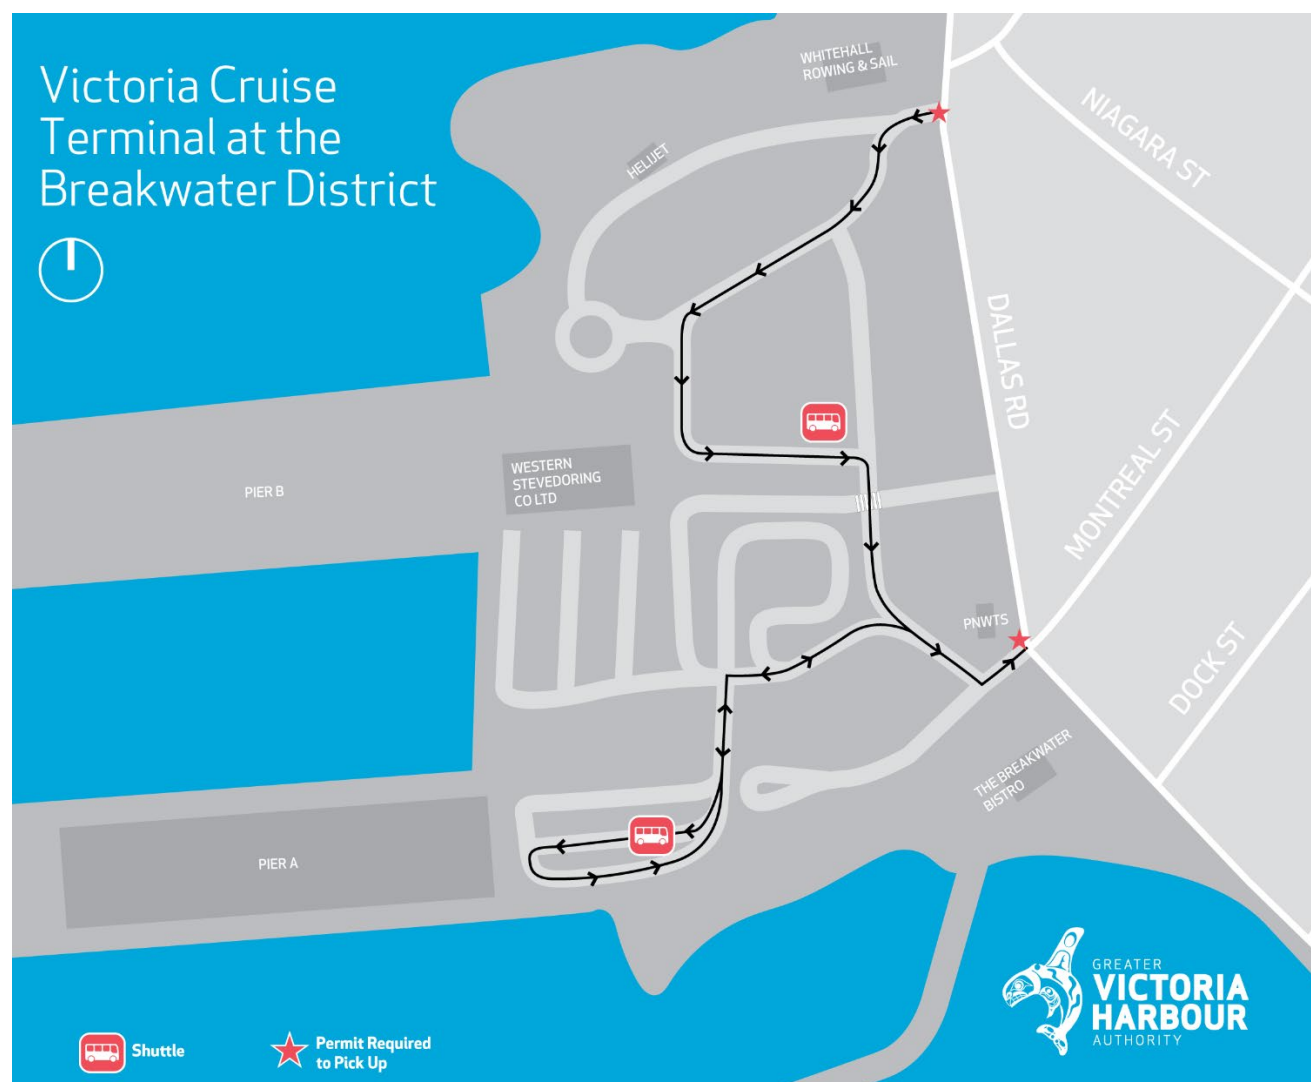 Victoria Cruise
Terminal at the
Breakwater District
WHITEHALL
ROWING & SAIL
NIAGARA ST
HELIJET
DALLAS RD
WESTERN
STEVEDORING
CO LTD
PIER B
MONTREAL ST
PNWTS
DOCK ST
THE BREAKWATER
BISTRO
PIER A
GREATER
VICTORIA
HARBOUR
AUTHORITY
Shuttle
Permit Required
to Pick Up